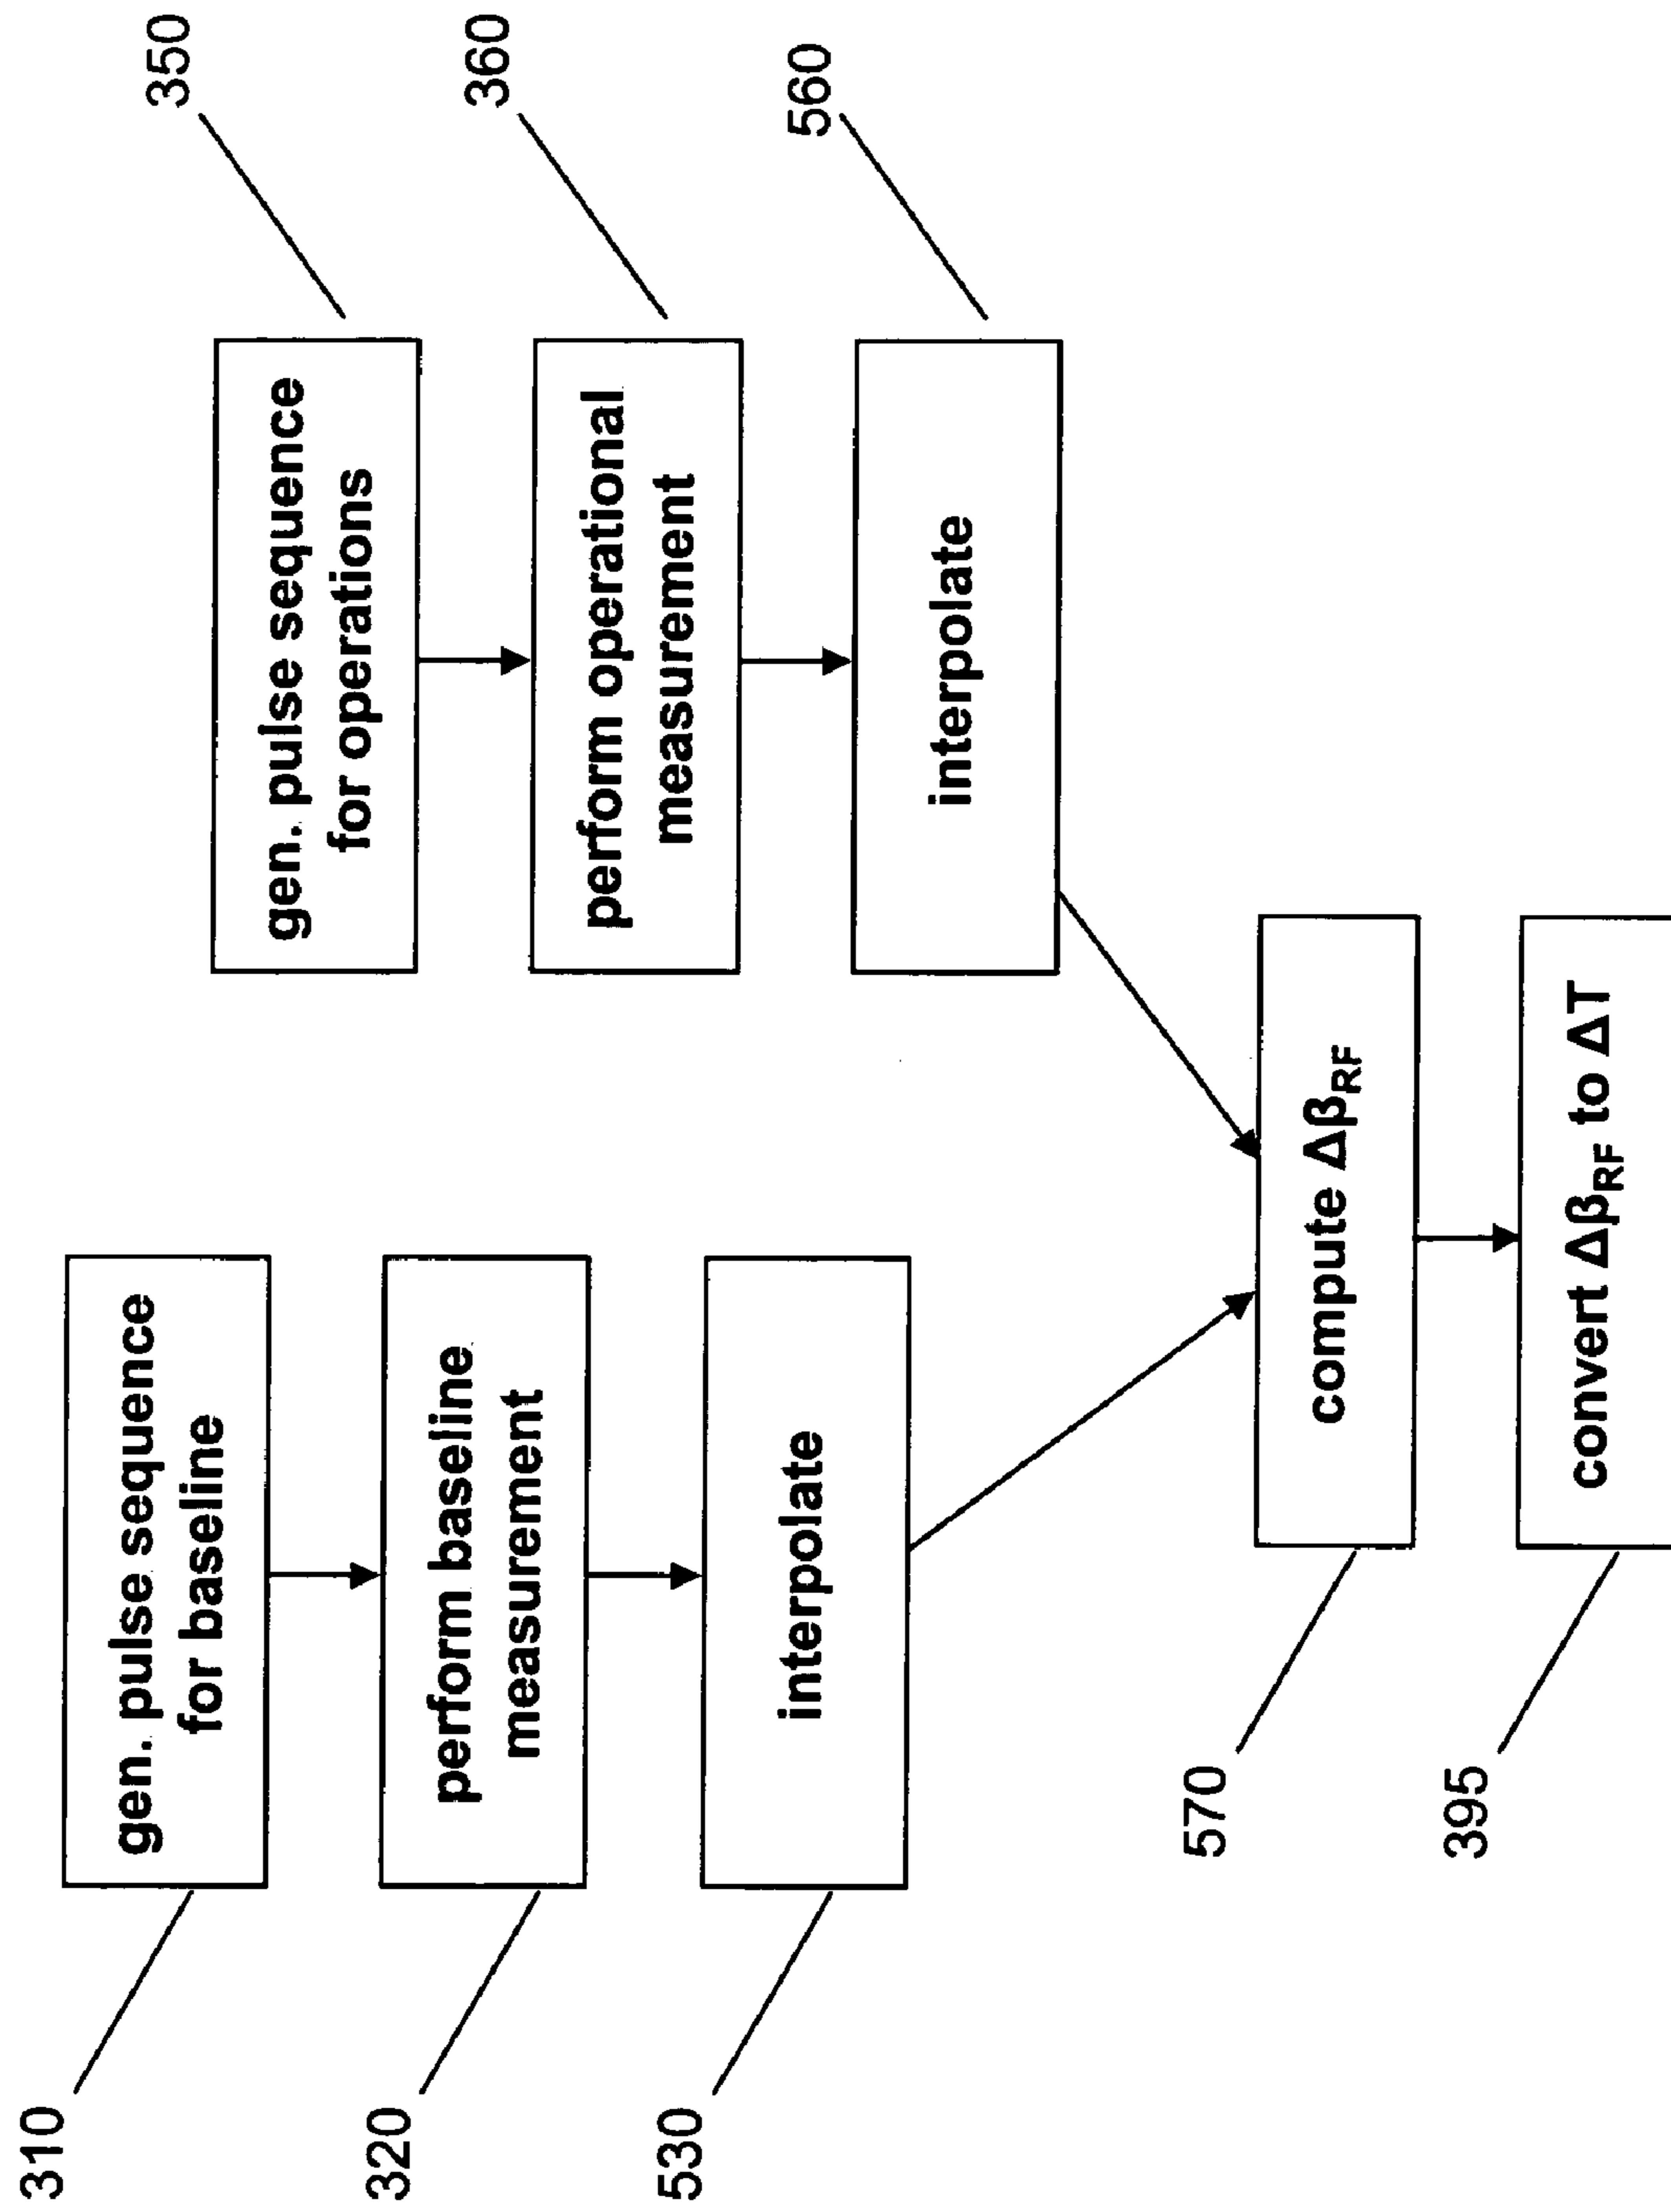 310
gen. pulse sequence
for baseline
320
perform baseline
measurement
530
interpolate
350
gen. pulse sequence
for operations
360
perform operational
measurement
560
interpolate
570
compute ΔβRF
395
convert ΔβRF to ΔT